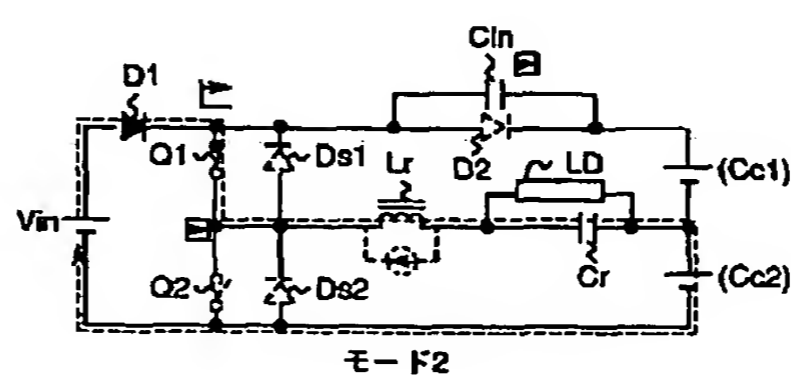 Cin
D1
Q1
Ds1
Lr
D2
LD
(Cc1)
Vin
Q2
Ds2
Cr
(Cc2)
モード2